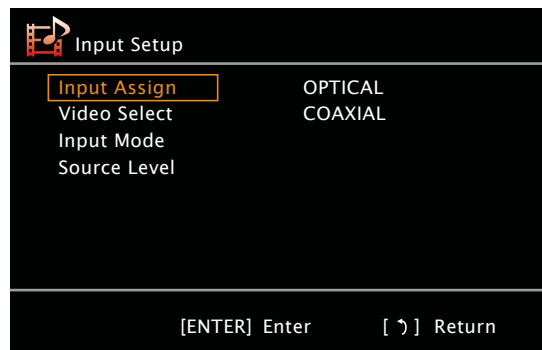 Input Setup
Input Assign OPTICAL
Video Select COAXIAL
Input Mode
Source Level
[ENTER] Enter [⮌] Return